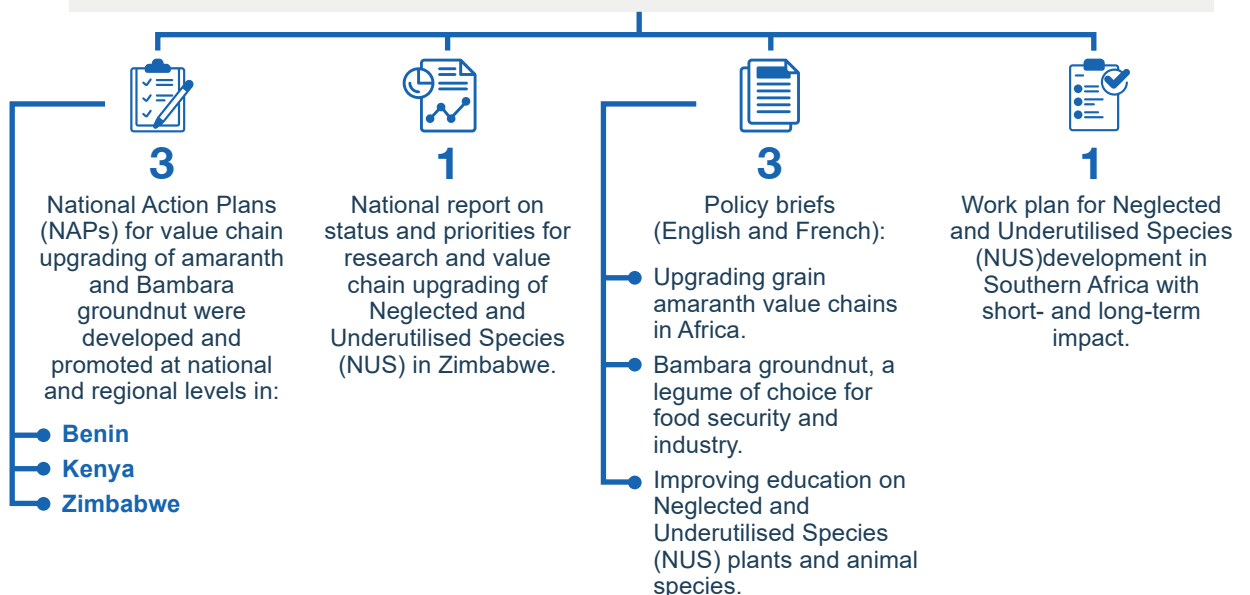 3
National Action Plans
(NAPs) for value chain
upgrading of amaranth
and Bambara
groundnut were
developed and
promoted at national
and regional levels in:
Benin
Kenya
Zimbabwe
1
National report on
status and priorities for
research and value
chain upgrading of
Neglected and
Underutilised Species
(NUS) in Zimbabwe.
3
Policy briefs
(English and French):
Upgrading grain
amaranth value chains
in Africa.
Bambara groundnut, a
legume of choice for
food security and
industry.
Improving education on
Neglected and
Underutilised Species
(NUS) plants and animal
species.
1
Work plan for Neglected
and Underutilised Species
(NUS)development in
Southern Africa with
short- and long-term
impact.